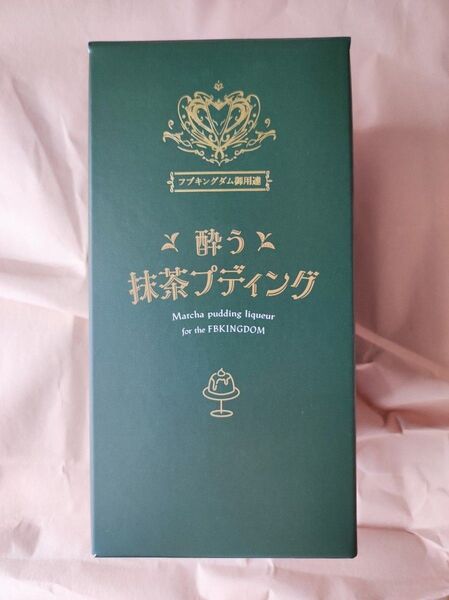 フブキングダム御用達
酔う
抹茶プディング
Matcha pudding liqueur
for the FBKINGDOM